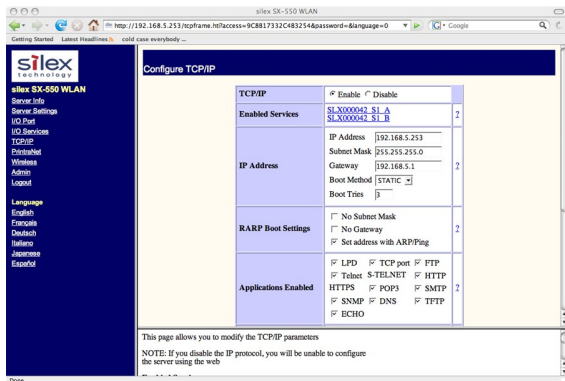 silex SX-550 WLAN
http://192.168.5.253/tcpframe.htl?access=9C8B17332C483254&password=&language=0
Google
Getting Started Latest Headlines cold case everybody ...
silex
technology
silex SX-550 WLAN
Server Info
Server Settings
I/O Port
I/O Services
TCP/IP
PrintraNet
Wireless
Admin
Logout
Language
English
Français
Deutsch
Italiano
Japanese
Español
Configure TCP/IP
TCP/IP Enable Disable
Enabled Services SLX000042_S1_A
SLX000042_S1_B ?
IP Address
IP Address 192.168.5.253
Subnet Mask 255.255.255.0
Gateway 192.168.5.1
Boot Method STATIC
Boot Tries 3
?
RARP Boot Settings
No Subnet Mask
No Gateway
Set address with ARP/Ping
?
Applications Enabled
LPD TCP port FTP
Telnet S-TELNET HTTP
HTTPS POP3 SMTP
SNMP DNS TFTP
ECHO
?
This page allows you to modify the TCP/IP parameters
NOTE: If you disable the IP protocol, you will be unable to configure
the server using the web
Done